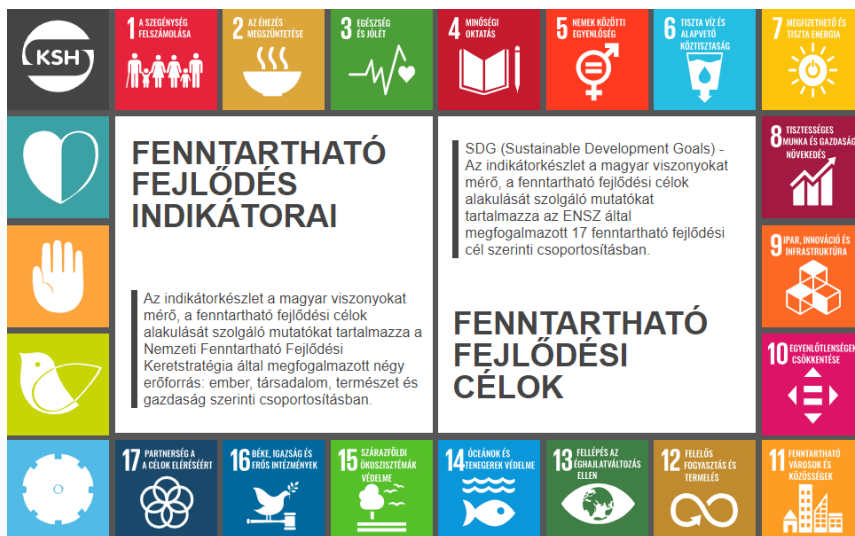 KSH
1 A SZEGÉNYSÉG
FELSZÁMOLÁSA
2 AZ ÉHEZÉS
MEGSZÜNTETÉSE
3 EGÉSZSÉG
ÉS JÓLÉT
4 MINŐSÉGI
OKTATÁS
5 NEMEK KÖZÖTTI
EGYENLŐSÉG
6 TISZTA VÍZ ÉS
ALAPVETŐ
KÖZTISZTASÁG
7 MEGFIZETHETŐ ÉS
TISZTA ENERGIA
FENNTARTHATÓ
FEJLŐDÉS
INDIKÁTORAI
Az indikátorkészlet a magyar viszonyokat
mérő, a fenntartható fejlődési célok
alakulását szolgáló mutatókat tartalmazza a
Nemzeti Fenntartható Fejlődési
Keretstratégia által megfogalmazott négy
erőforrás: ember, társadalom, természet és
gazdaság szerinti csoportosításban.
SDG (Sustainable Development Goals) -
Az indikátorkészlet a magyar viszonyokat
mérő, a fenntartható fejlődési célok
alakulását szolgáló mutatókat
tartalmazza az ENSZ által
megfogalmazott 17 fenntartható fejlődési
cél szerinti csoportosításban.
FENNTARTHATÓ
FEJLŐDÉSI
CÉLOK
8 TISZTESSÉGES
MUNKA ÉS GAZDASÁGI
NÖVEKEDÉS
9 IPAR, INNOVÁCIÓ ÉS
INFRASTRUKTÚRA
10 EGYENLŐTLENSÉGEK
CSÖKKENTÉSE
17 PARTNERSÉG A
A CÉLOK ELÉRÉSÉÉRT
16 BÉKE, IGAZSÁG ÉS
ERŐS INTÉZMÉNYEK
15 SZÁRAZFÖLDI
ÖKOSZISZTÉMÁK
VÉDELME
14 ÓCEÁNOK ÉS
TENEGEREK VÉDELME
13 FELLÉPÉS AZ
ÉGHAJLATVÁLTOZÁS
ELLEN
12 FELELŐS
FOGYASZTÁS ÉS
TERMELÉS
11 FENNTARTHATÓ
VÁROSOK ÉS
KÖZÖSSÉGEK